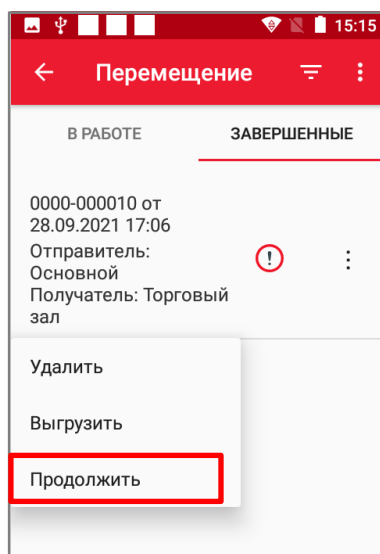 15:15
Перемещение
В РАБОТЕ
ЗАВЕРШЕННЫЕ
0000-000010 от
28.09.2021 17:06
Отправитель:
Основной
Получатель: Торговый
зал
Удалить
Выгрузить
Продолжить